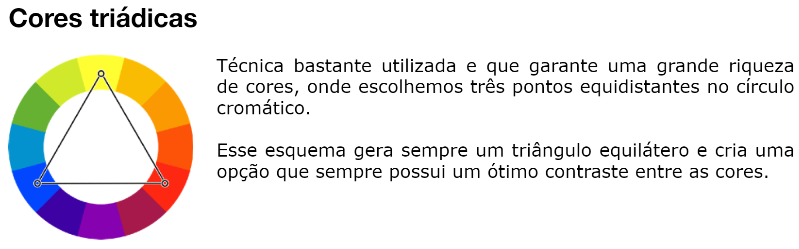 Cores triádicas
Técnica bastante utilizada e que garante uma grande riqueza
de cores, onde escolhemos três pontos equidistantes no círculo
cromático.
Esse esquema gera sempre um triângulo equilátero e cria uma
opção que sempre possui um ótimo contraste entre as cores.